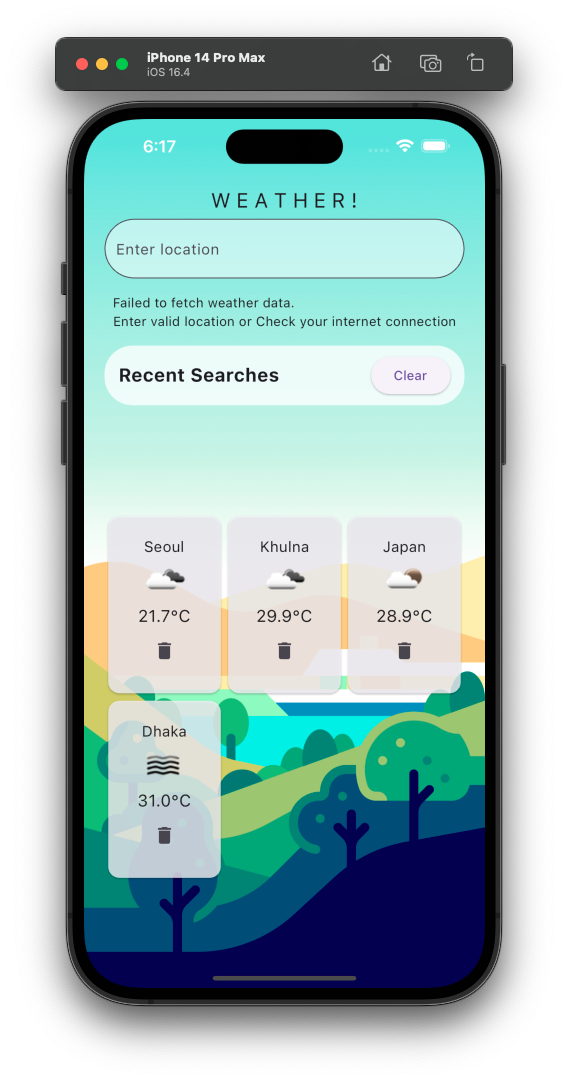 iPhone 14 Pro Max
iOS 16.4
6:17
WEATHER!
Enter location
Failed to fetch weather data.
Enter valid location or Check your internet connection
Recent Searches
Clear
Seoul
Khulna
Japan
21.7°C
29.9°C
28.9°C
Dhaka
31.0°C